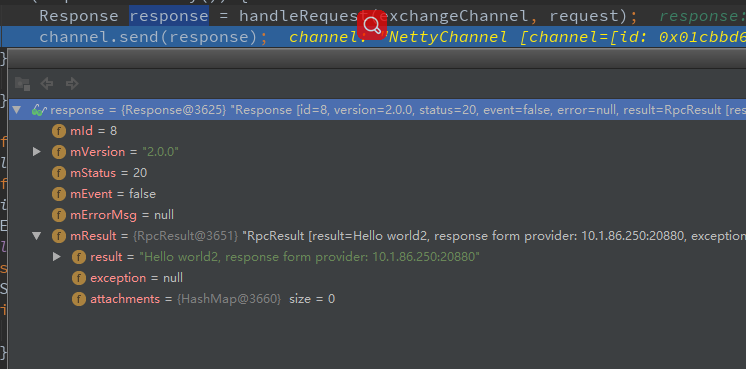 Response response = handleRequest(exchangeChannel, request); response:
channel.send(response); channel: "NettyChannel [channel=[id: 0x01cbbd6
}
response = {Response@3625} "Response [id=8, version=2.0.0, status=20, event=false, error=null, result=RpcResult [res
}
f mId = 8
f
l
f mVersion = "2.0.0"
f
f mStatus = 20
i
f mEvent = false
E
f mErrorMsg = null
l
f mResult = {RpcResult@3651} "RpcResult [result=Hello world2, response form provider: 10.1.86.250:20880, exception
s
f result = "Hello world2, response form provider: 10.1.86.250:20880"
f exception = null
S
f attachments = {HashMap@3660} size = 0
i
}